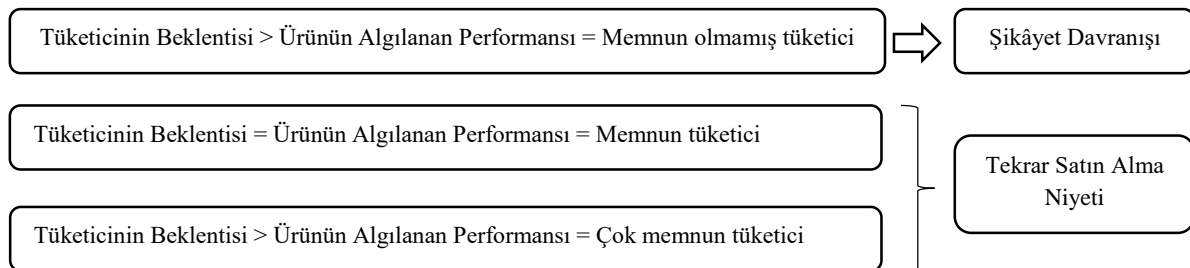 Tüketicinin Beklentisi > Ürünün Algılanan Performansı = Memnun olmamış tüketici
Şikâyet Davranışı
Tüketicinin Beklentisi = Ürünün Algılanan Performansı = Memnun tüketici
Tekrar Satın Alma
Niyeti
Tüketicinin Beklentisi > Ürünün Algılanan Performansı = Çok memnun tüketici